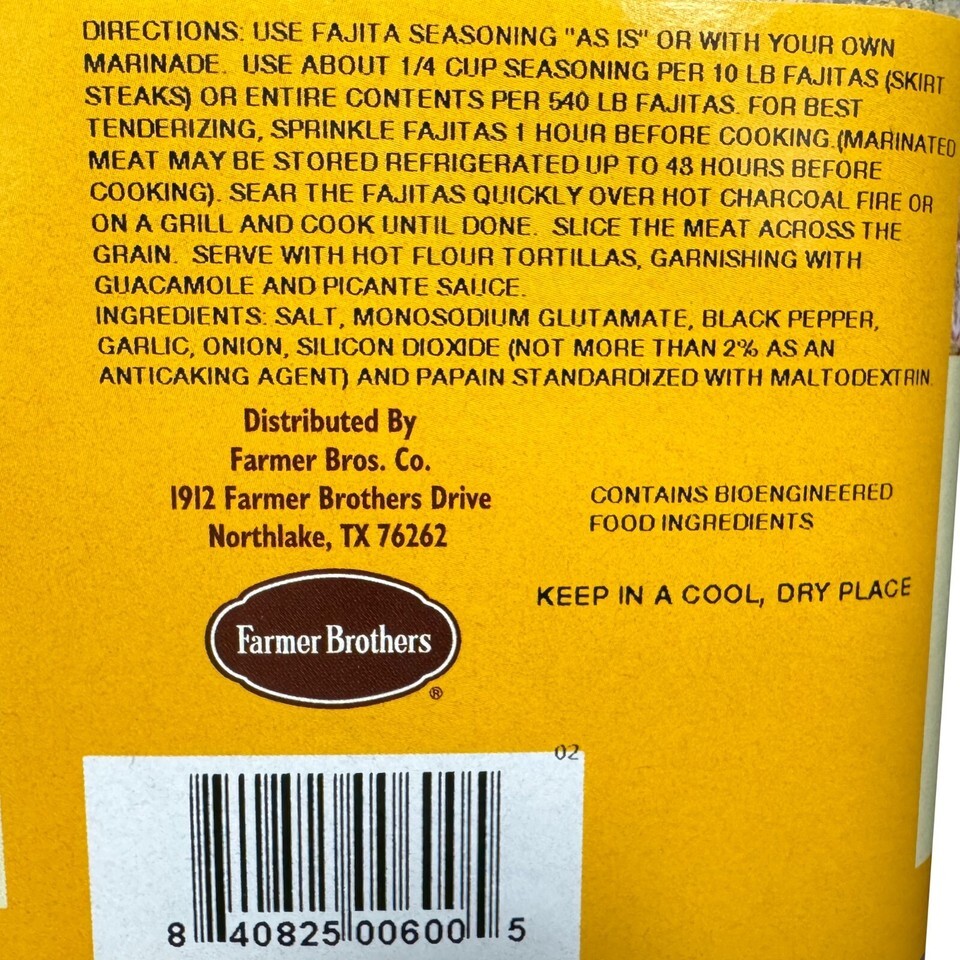 DIRECTIONS: USE FAJITA SEASONING "AS IS" OR WITH YOUR OWN
MARINADE. USE ABOUT 1/4 CUP SEASONING PER 10 LB FAJITAS (SKIRT
STEAKS) OR ENTIRE CONTENTS PER 540 LB FAJITAS. FOR BEST
TENDERIZING, SPRINKLE FAJITAS 1 HOUR BEFORE COOKING.(MARINATED
MEAT MAY BE STORED REFRIGERATED UP TO 48 HOURS BEFORE
COOKING). SEAR THE FAJITAS QUICKLY OVER HOT CHARCOAL FIRE OR
ON A GRILL AND COOK UNTIL DONE. SLICE THE MEAT ACROSS THE
GRAIN. SERVE WITH HOT FLOUR TORTILLAS, GARNISHING WITH
GUACAMOLE AND PICANTE SAUCE.
INGREDIENTS: SALT, MONOSODIUM GLUTAMATE, BLACK PEPPER,
GARLIC, ONION, SILICON DIOXIDE (NOT MORE THAN 2% AS AN
ANTICAKING AGENT) AND PAPAIN STANDARDIZED WITH MALTODEXTRIN.
Distributed By
Farmer Bros. Co.
1912 Farmer Brothers Drive
Northlake, TX 76262
CONTAINS BIOENGINEERED
FOOD INGREDIENTS
KEEP IN A COOL, DRY PLACE
Farmer Brothers ®
02
8 40825 00600 5